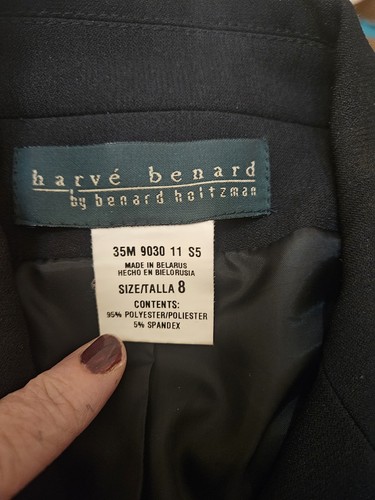 harvé benard
by benard holtzman
35M 9030 11 S5
MADE IN BELARUS
HECHO EN BIELORUSIA
SIZE/TALLA 8
CONTENTS:
95% POLYESTER/POLIESTER
5% SPANDEX